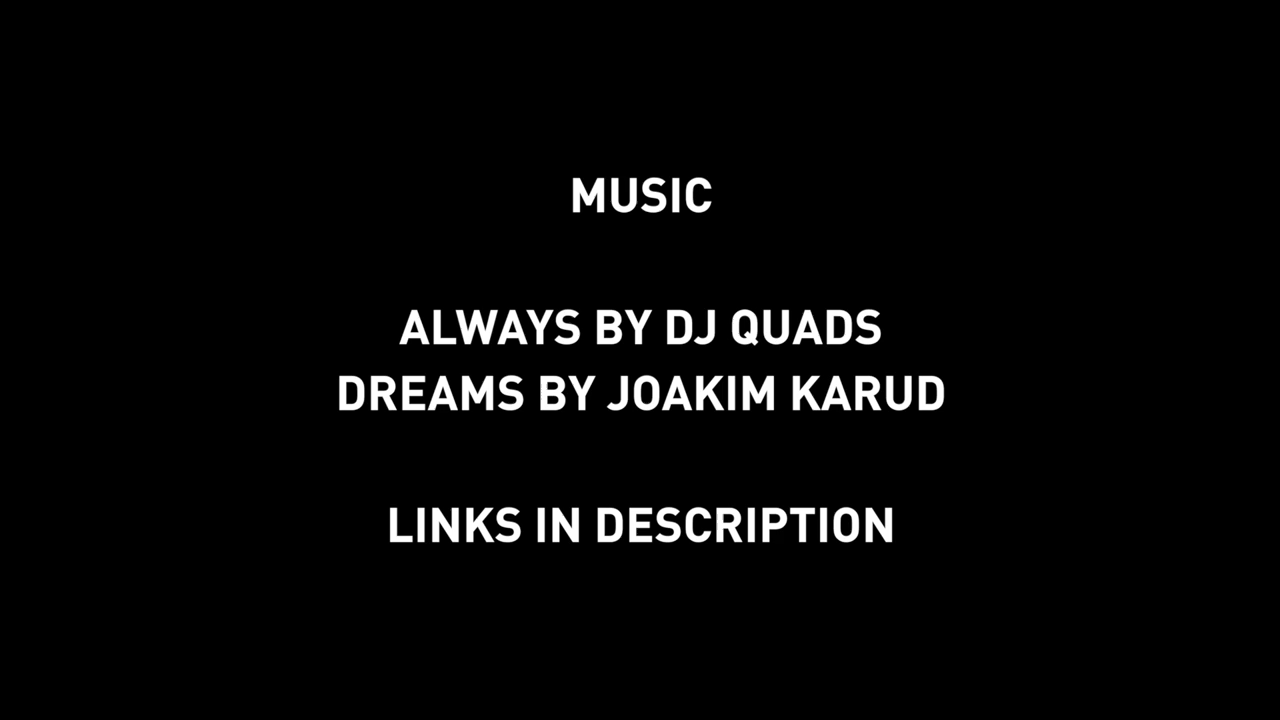 MUSIC
ALWAYS BY DJ QUADS
DREAMS BY JOAKIM KARUD
LINKS IN DESCRIPTION